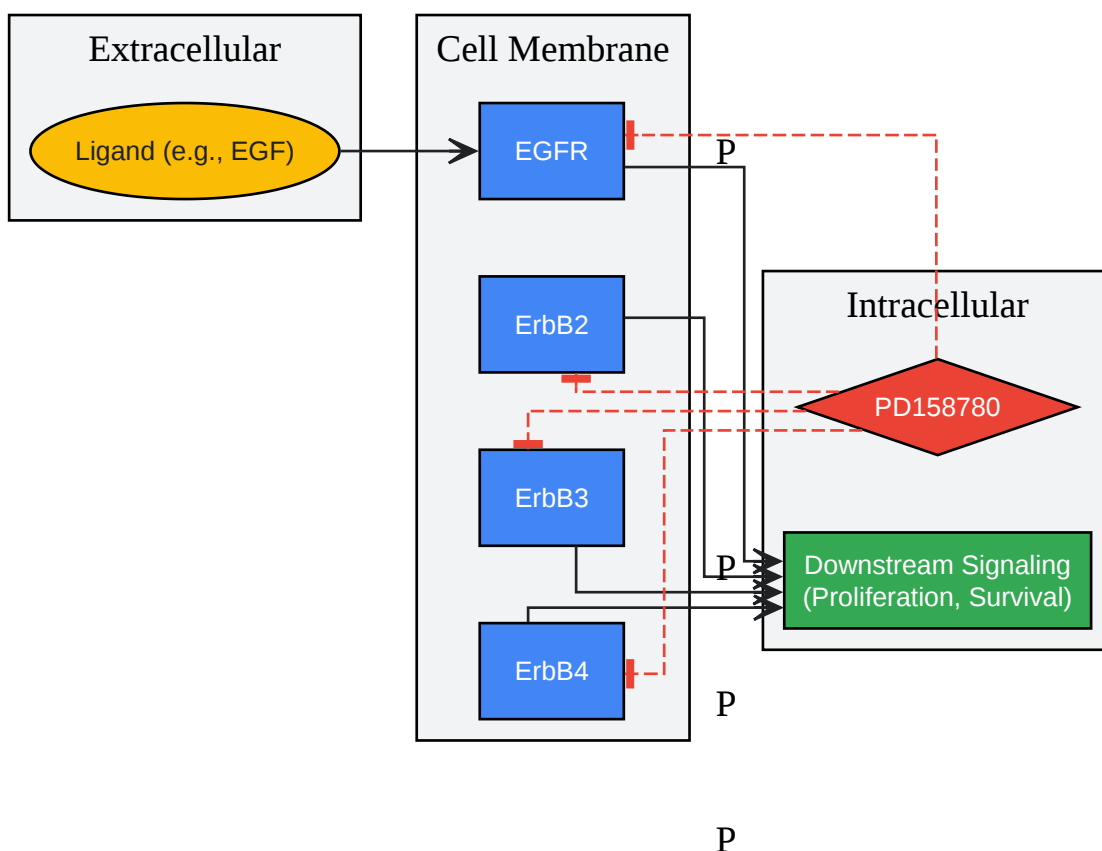 Extracellular
Cell Membrane
Ligand (e.g., EGF)
EGFR
P
ErbB2
Intracellular
PD158780
ErbB3
P
Downstream Signaling
(Proliferation, Survival)
ErbB4
P
P